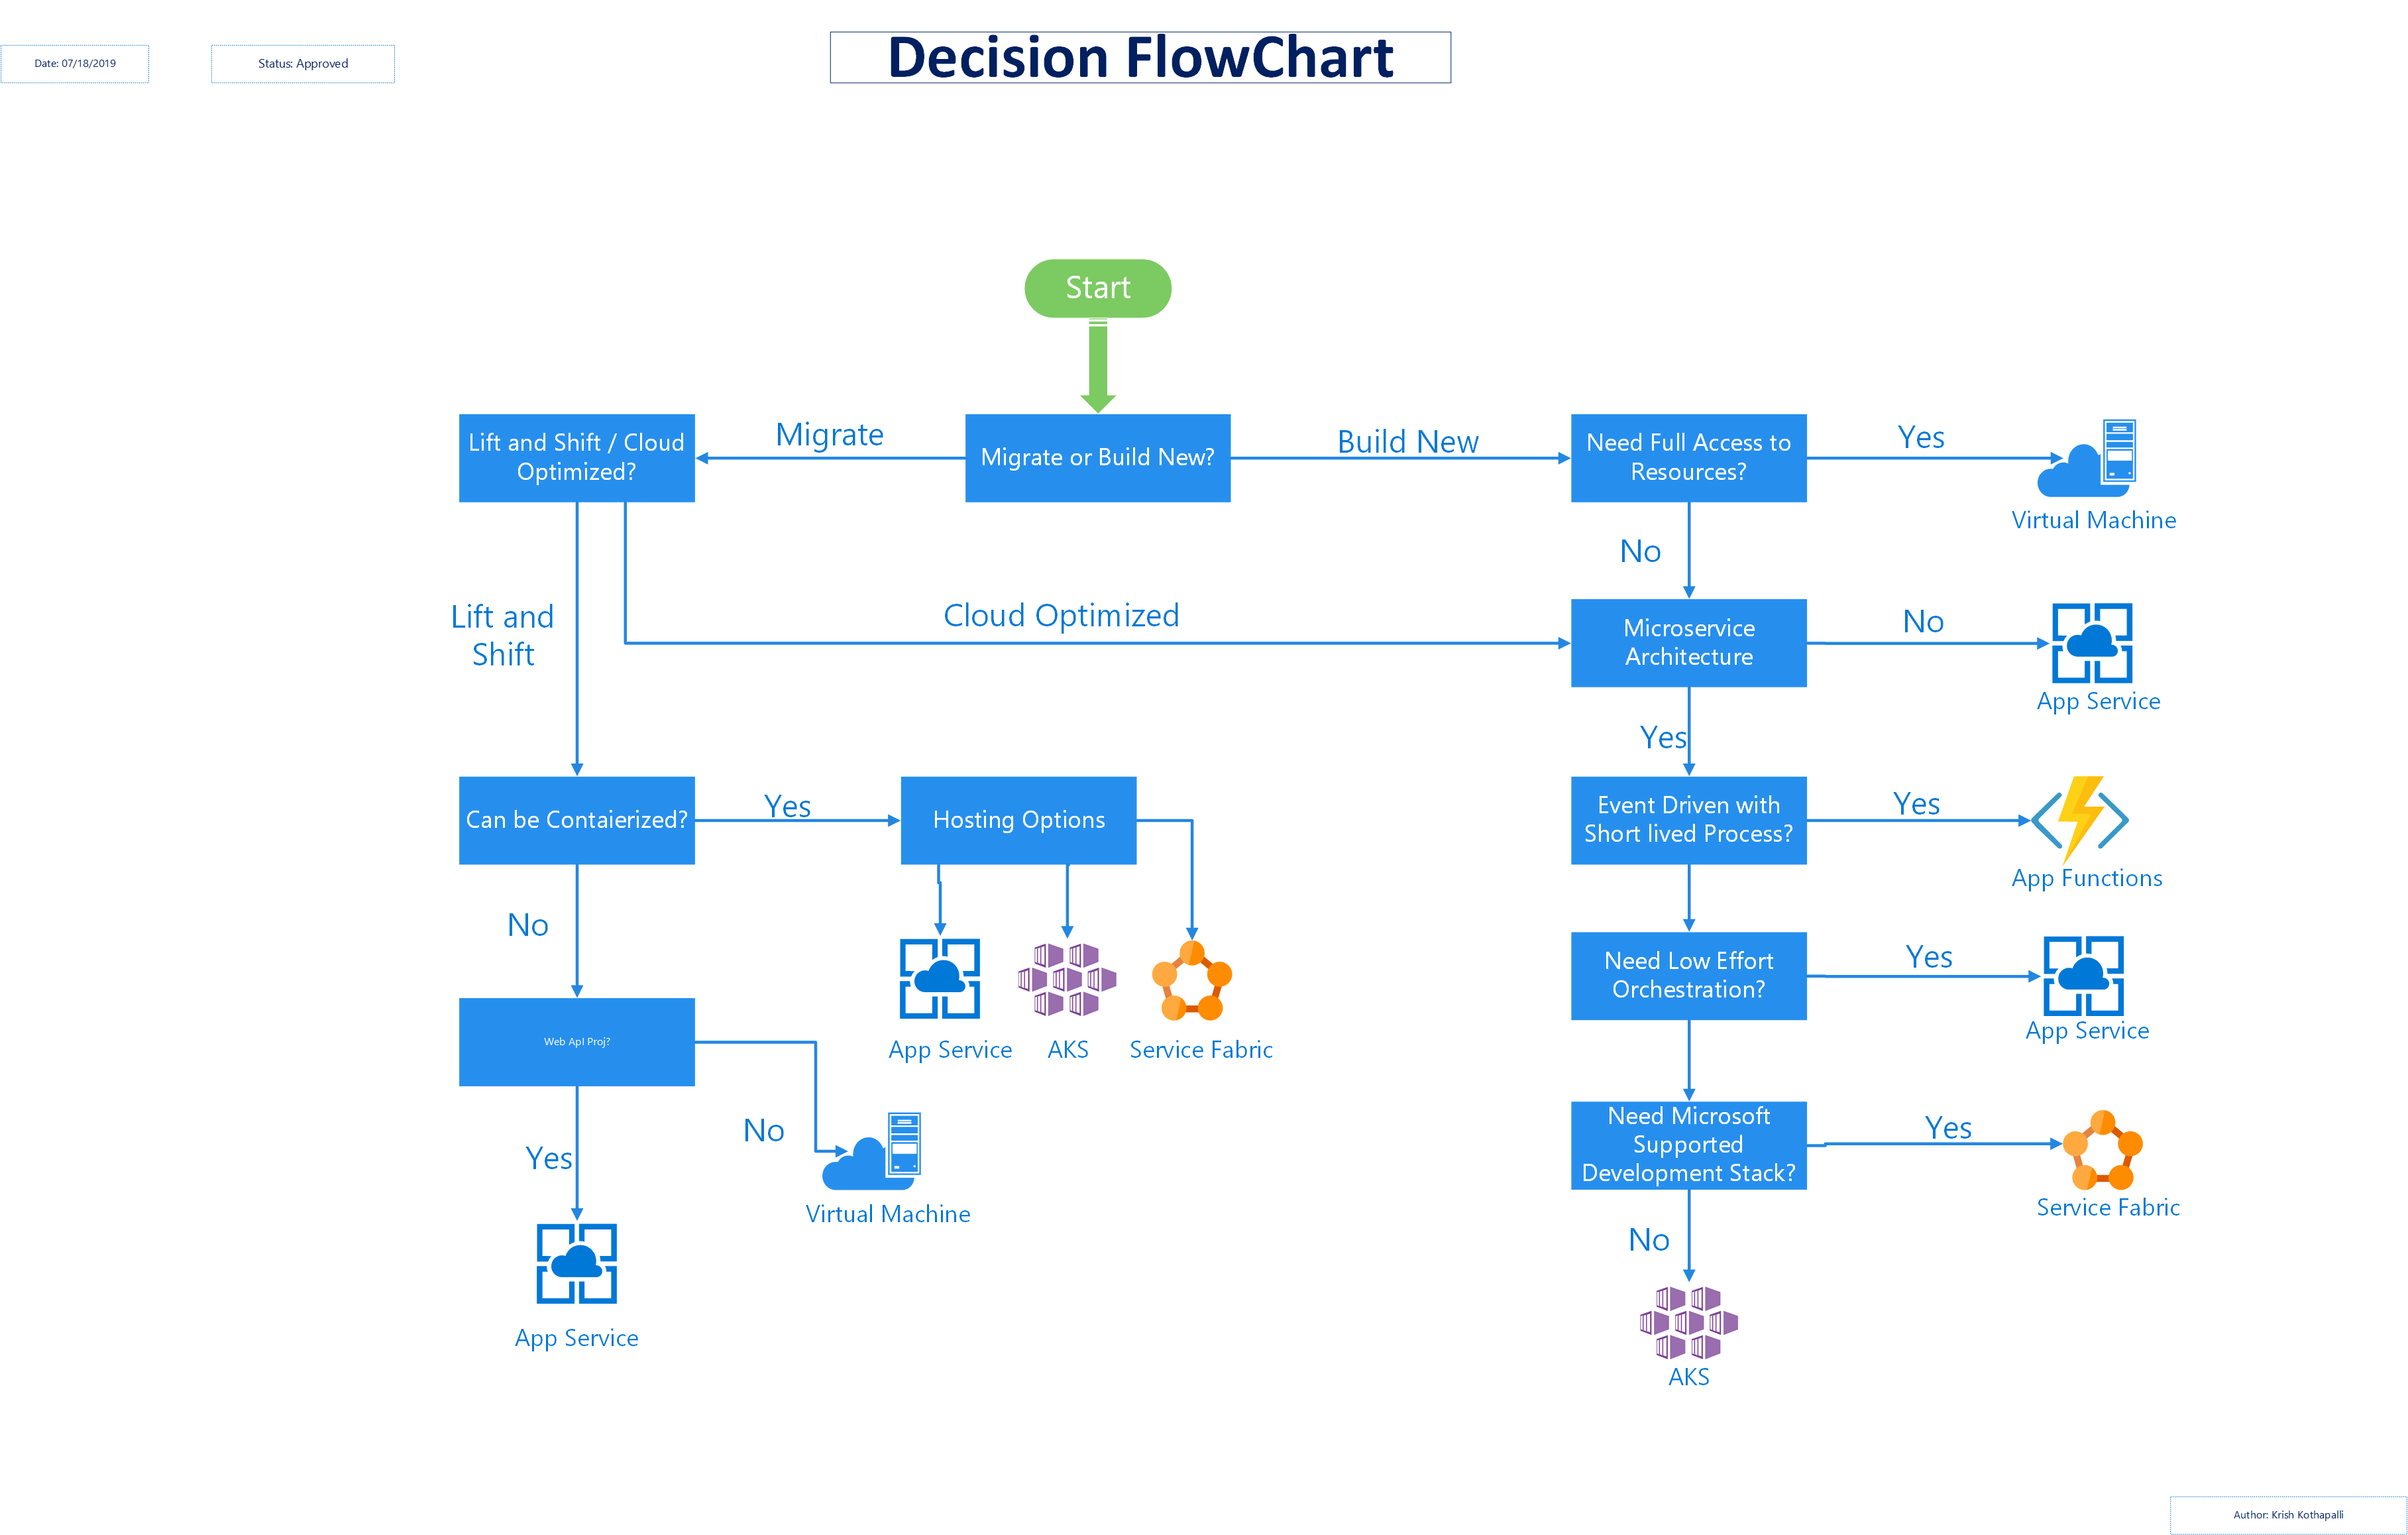 Decision FlowChart
Date: 07/18/2019
Status: Approved
Start
Migrate
Build New
Yes
Lift and Shift / Cloud
Optimized?
Migrate or Build New?
Need Full Access to
Resources?
Virtual Machine
No
Lift and
Shift
Cloud Optimized
Microservice
Architecture
No
App Service
Yes
Can be Contaierized?
Yes
Hosting Options
Event Driven with
Short lived Process?
Yes
App Functions
No
Need Low Effort
Orchestration?
Yes
App Service
Web ApI Proj?
App Service
AKS
Service Fabric
No
Need Microsoft
Supported
Development Stack?
Yes
Service Fabric
Yes
Virtual Machine
No
App Service
AKS
Author: Krish Kothapalli